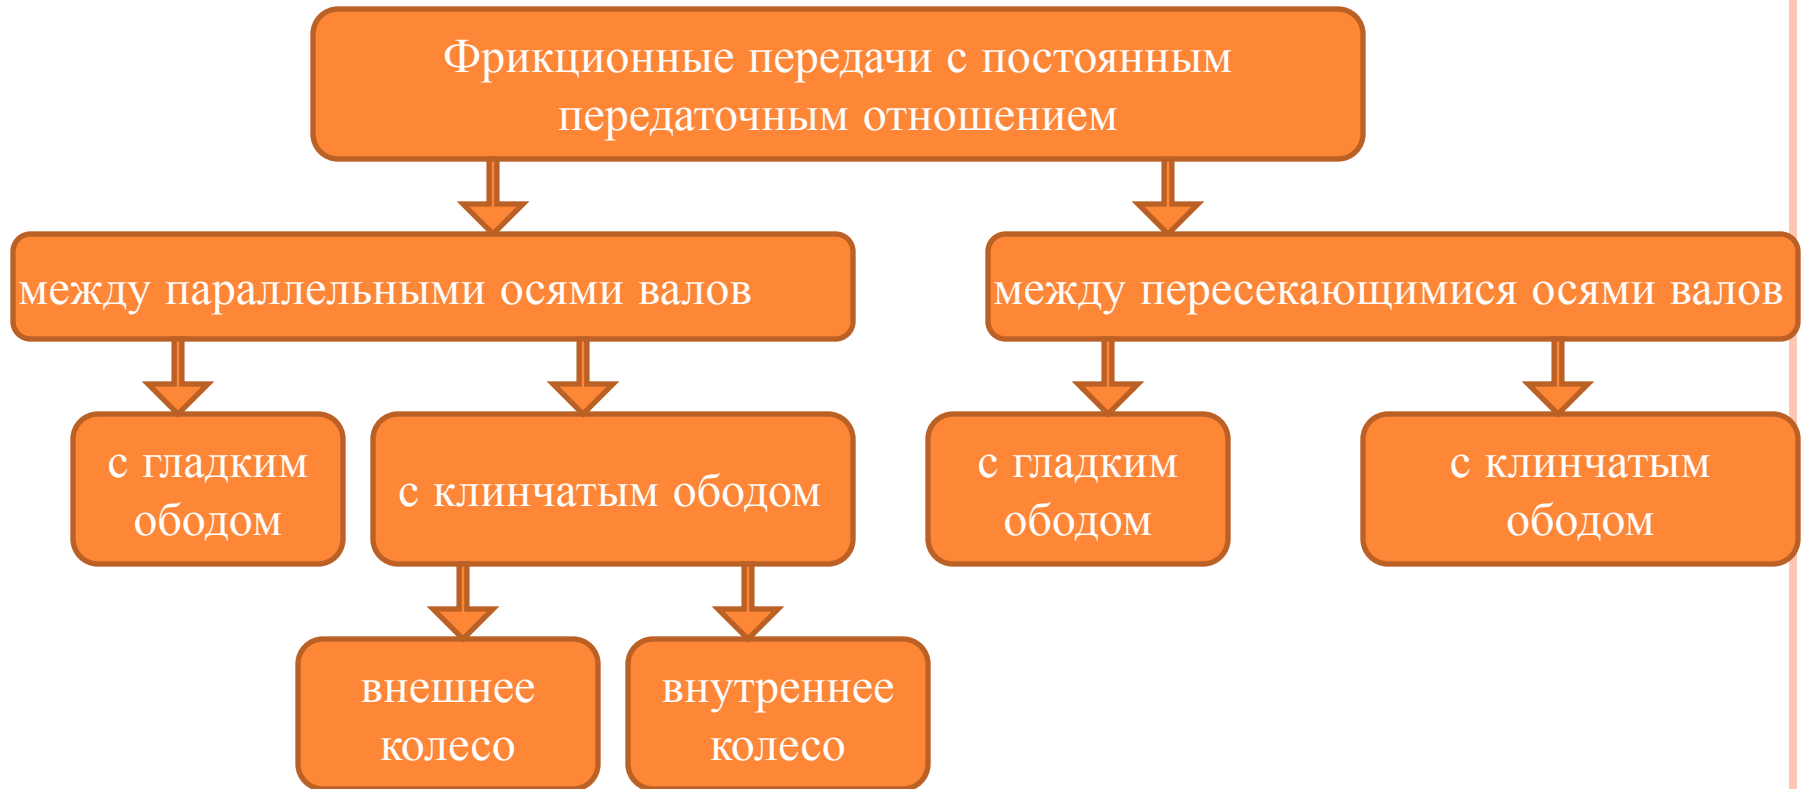 Фрикционные передачи с постоянным
передаточным отношением
между параллельными осями валов
между пересекающимися осями валов
с гладким
ободом
с клинчатым ободом
с гладким
ободом
с клинчатым
ободом
внешнее
колесо
внутреннее
колесо